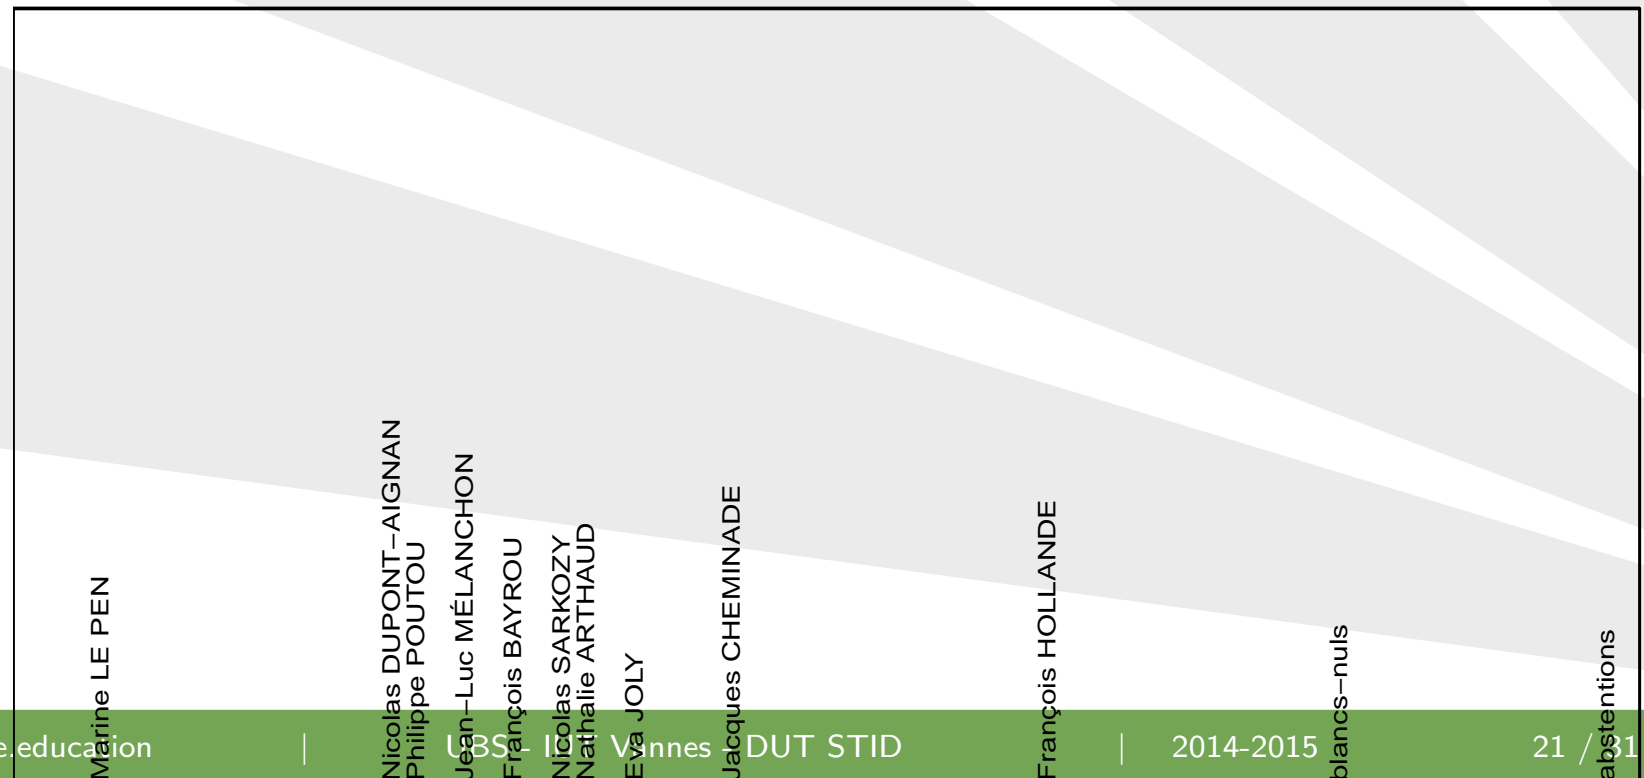 Marine LE PEN
Nicolas DUPONT−AIGNAN
Philippe POUTOU
Jean−Luc MÉLANCHON
François BAYROU
Nicolas SARKOZY
Nathalie ARTHAUD
Eva JOLY
Jacques CHEMINADE
François HOLLANDE
blancs−nuls
abstentions
e.education | UBS - IUT Vannes - DUT STID | 2014-2015 21 / 31